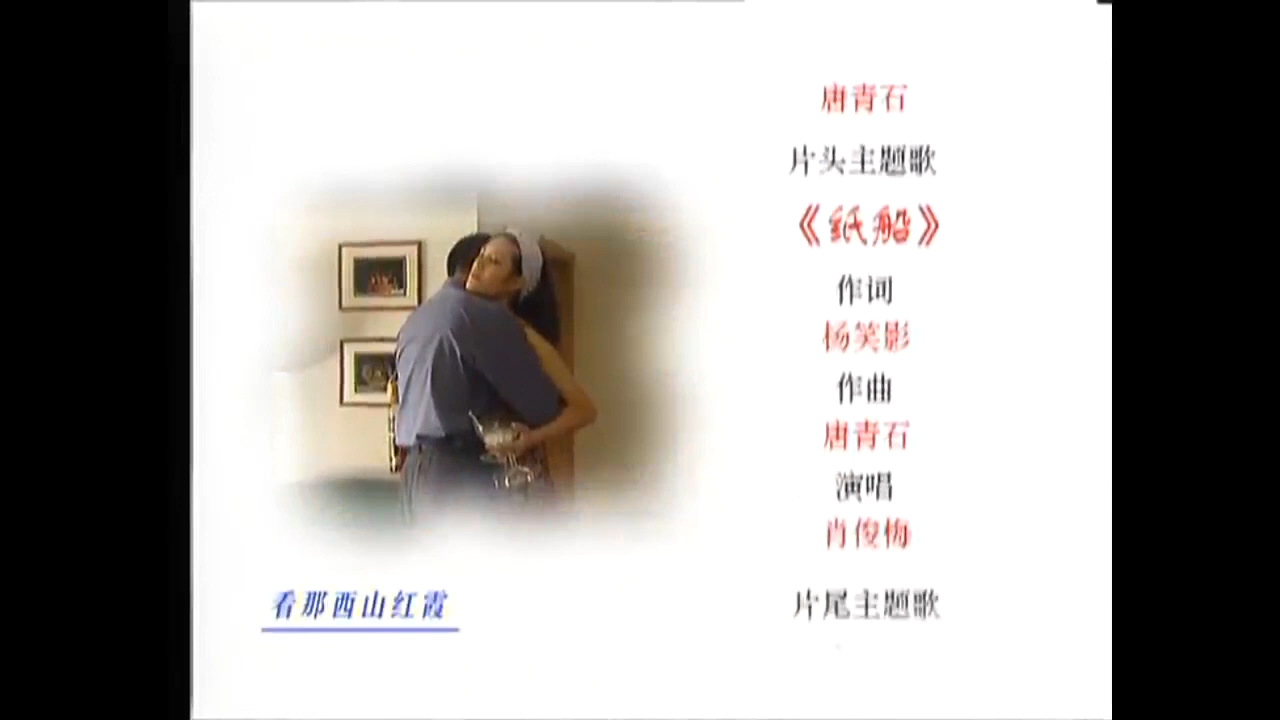 唐青石
片头主题歌
《纸船》
作词
杨笑影
作曲
唐青石
演唱
肖俊梅
片尾主题歌
看那西山红霞